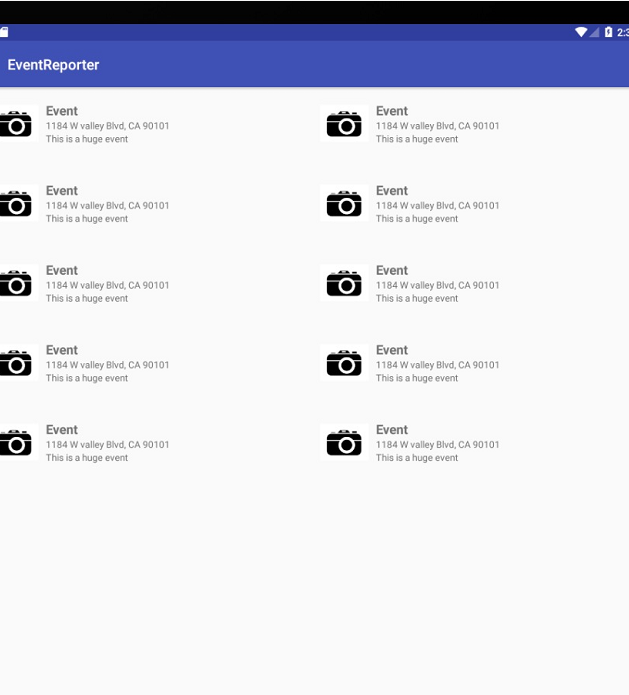 EventReporter
Event
1184 W valley Blvd, CA 90101
This is a huge event
Event
1184 W valley Blvd, CA 90101
This is a huge event
Event
1184 W valley Blvd, CA 90101
This is a huge event
Event
1184 W valley Blvd, CA 90101
This is a huge event
Event
1184 W valley Blvd, CA 90101
This is a huge event
Event
1184 W valley Blvd, CA 90101
This is a huge event
Event
1184 W valley Blvd, CA 90101
This is a huge event
Event
1184 W valley Blvd, CA 90101
This is a huge event
Event
1184 W valley Blvd, CA 90101
This is a huge event
Event
1184 W valley Blvd, CA 90101
This is a huge event